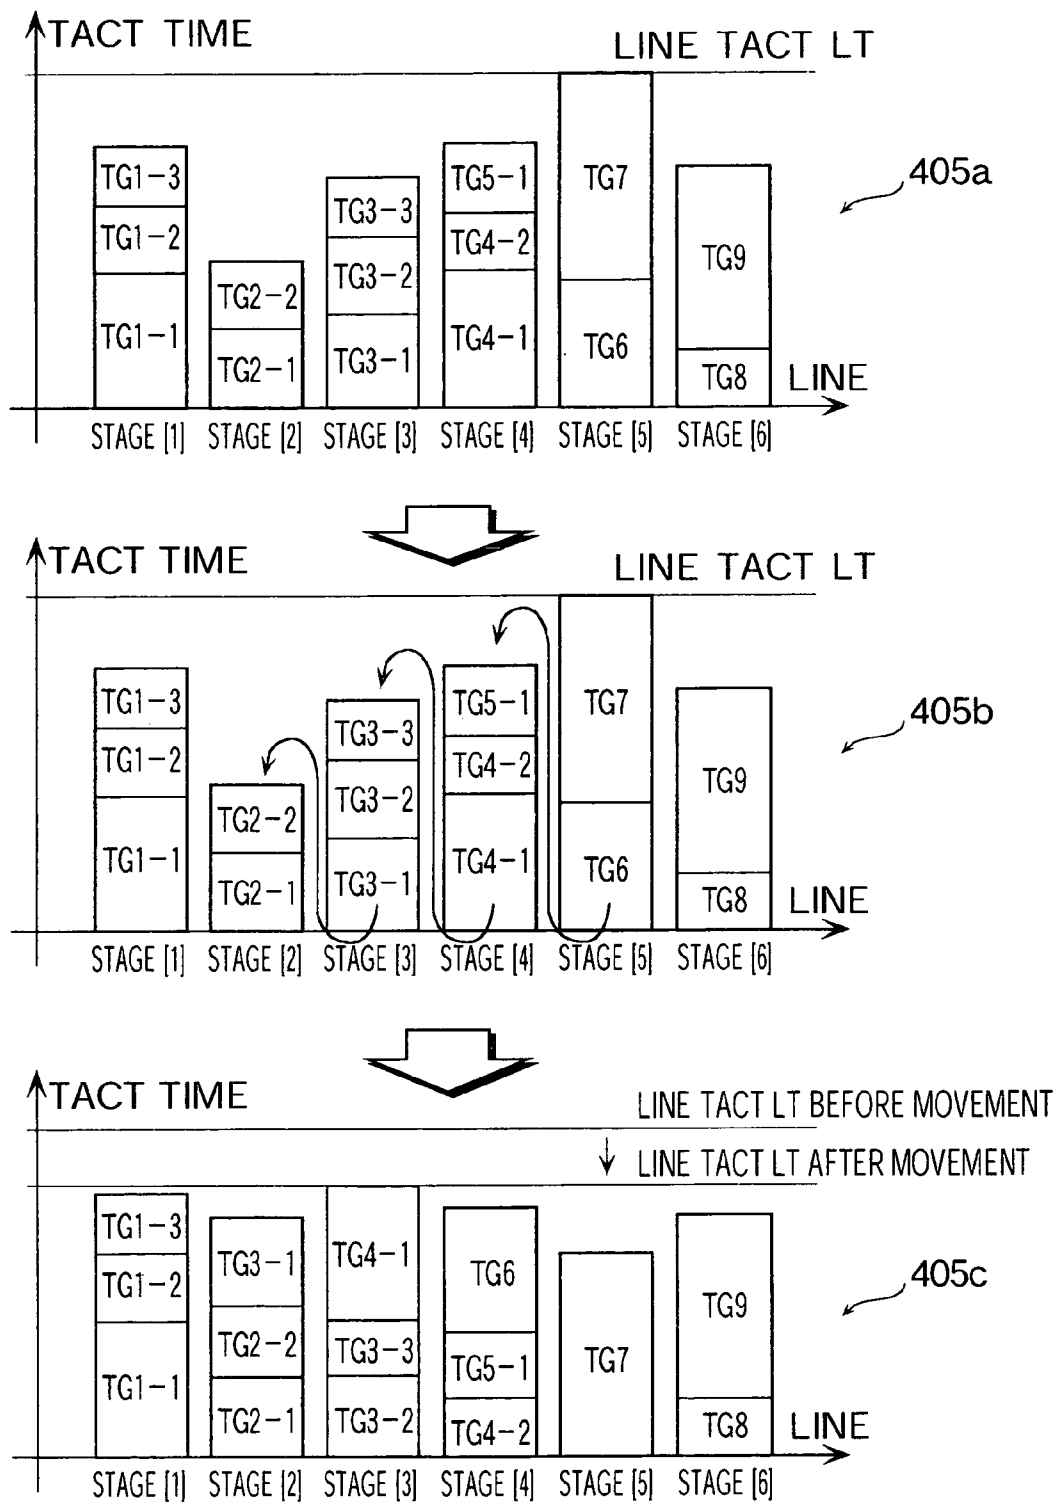 TACT TIME
LINE TACT LT
TG1-3
TG1-2
TG1-1
TG2-2
TG2-1
TG3-3
TG3-2
TG3-1
TG5-1
TG4-2
TG4-1
TG7
TG6
TG9
TG8
405a
LINE
STAGE [1] STAGE [2] STAGE [3] STAGE [4] STAGE [5] STAGE [6]
TACT TIME
LINE TACT LT
TG1-3
TG1-2
TG1-1
TG2-2
TG2-1
TG3-3
TG3-2
TG3-1
TG5-1
TG4-2
TG4-1
TG7
TG6
TG9
TG8
405b
LINE
STAGE [1] STAGE [2] STAGE [3] STAGE [4] STAGE [5] STAGE [6]
TACT TIME
LINE TACT LT BEFORE MOVEMENT
LINE TACT LT AFTER MOVEMENT
TG1-3
TG1-2
TG1-1
TG3-1
TG2-2
TG2-1
TG4-1
TG3-3
TG3-2
TG6
TG5-1
TG4-2
TG7
TG9
TG8
405c
LINE
STAGE [1] STAGE [2] STAGE [3] STAGE [4] STAGE [5] STAGE [6]